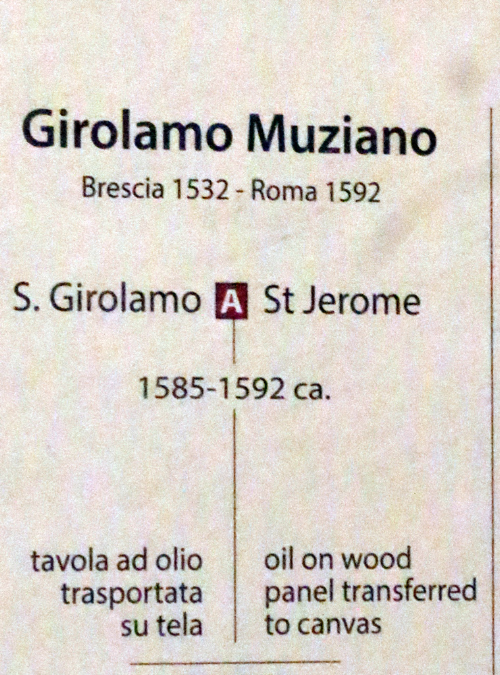 Girolamo Muziano
Brescia 1532 - Roma 1592
S. Girolamo A St Jerome
1585-1592 ca.
tavola ad olio
trasportata
su tela
oil on wood
panel transferred
to canvas